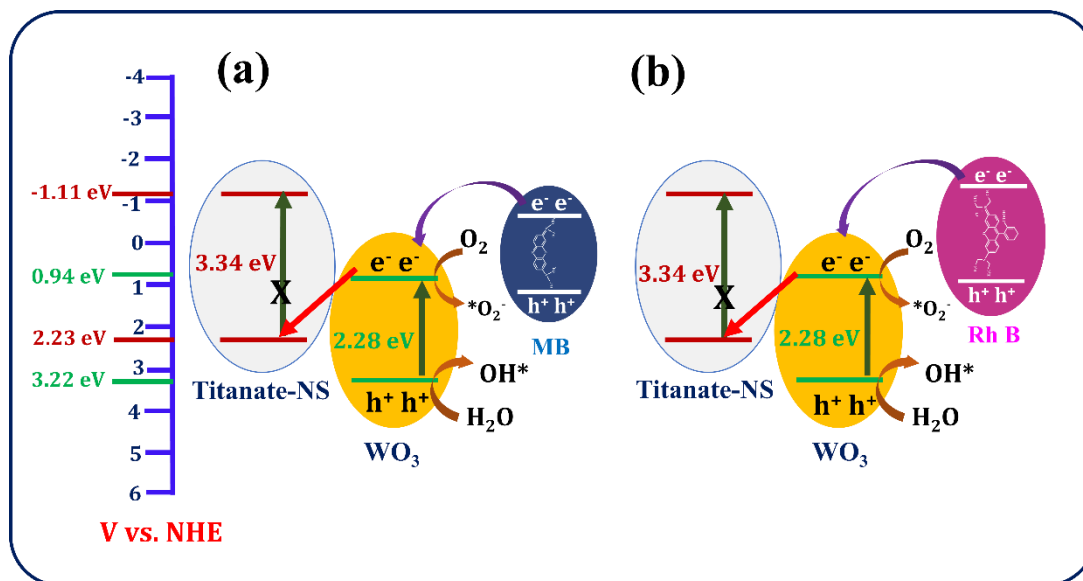 (a)
(b)
-4
-3
-2
-1
0
1
2
3
4
5
6
-1.11 eV
0.94 eV
2.23 eV
3.22 eV
V vs. NHE
3.34 eV
X
Titanate-NS
e⁻ e⁻
2.28 eV
h⁺ h⁺
WO₃
O₂
*O₂⁻
OH*
H₂O
e⁻ e⁻
h⁺ h⁺
MB
3.34 eV
X
Titanate-NS
e⁻ e⁻
2.28 eV
h⁺ h⁺
WO₃
O₂
*O₂⁻
OH*
H₂O
e⁻ e⁻
h⁺ h⁺
Rh B